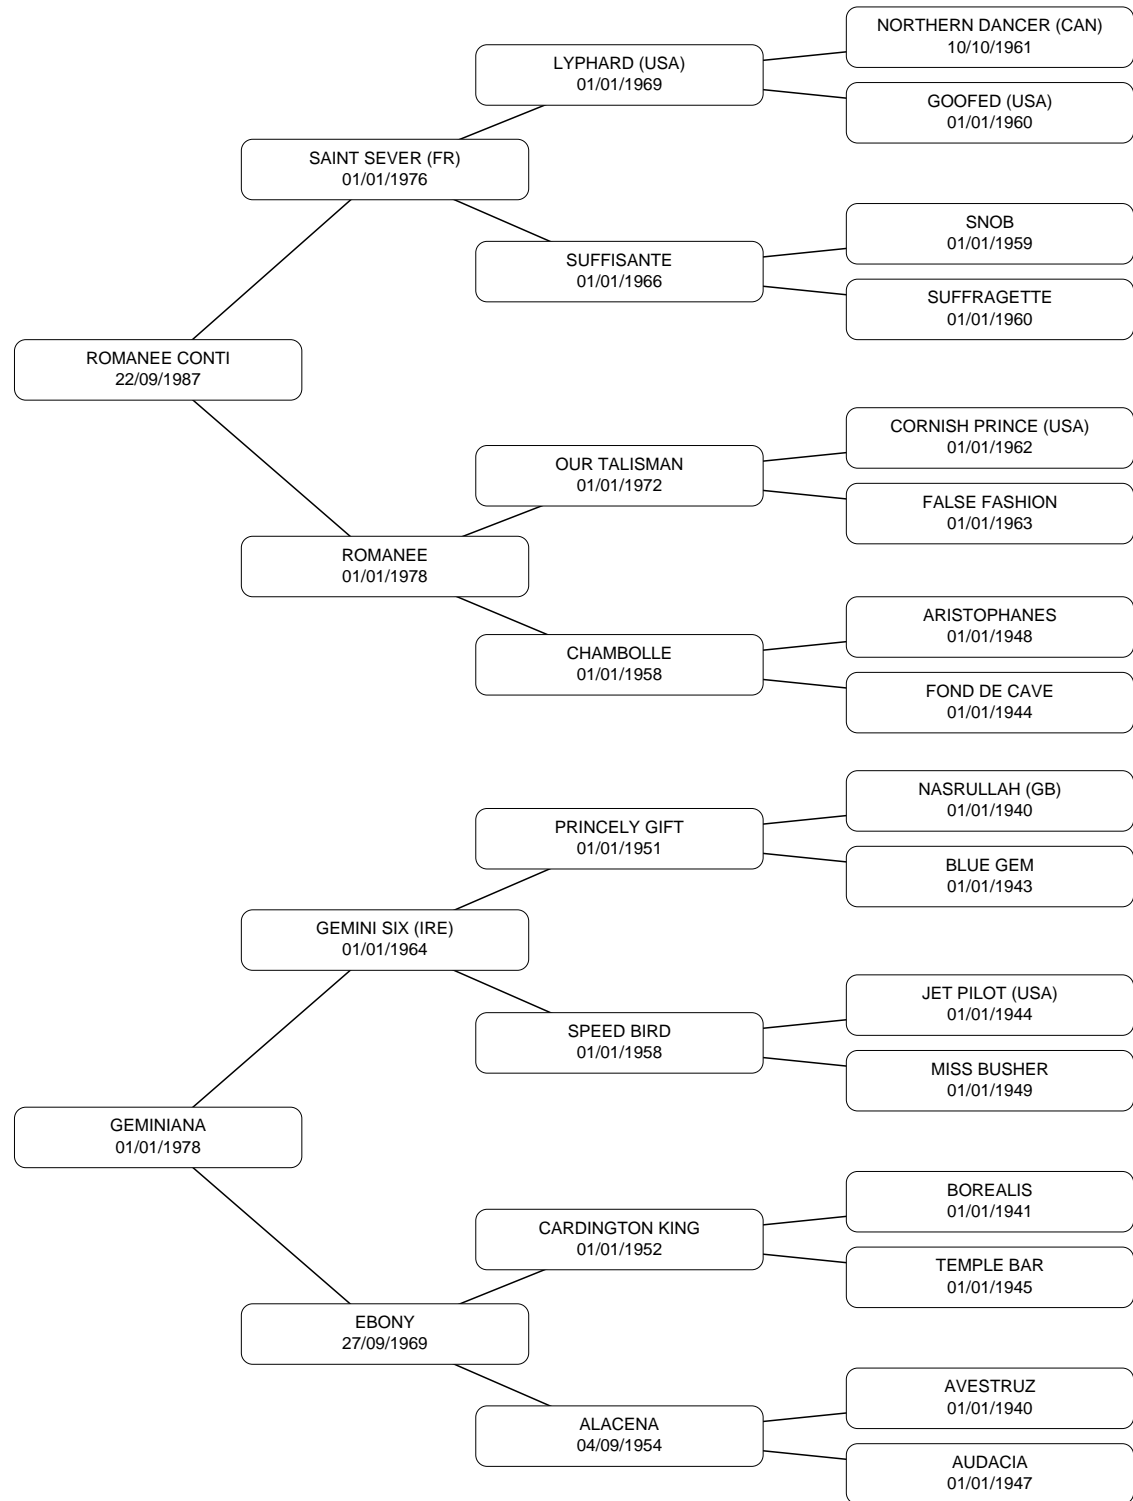 NORTHERN DANCER (CAN)
10/10/1961
LYPHARD (USA)
01/01/1969
GOOFED (USA)
01/01/1960
SAINT SEVER (FR)
01/01/1976
SNOB
01/01/1959
SUFFISANTE
01/01/1966
SUFFRAGETTE
01/01/1960
ROMANEE CONTI
22/09/1987
CORNISH PRINCE (USA)
01/01/1962
OUR TALISMAN
01/01/1972
FALSE FASHION
01/01/1963
ROMANEE
01/01/1978
ARISTOPHANES
01/01/1948
CHAMBOLLE
01/01/1958
FOND DE CAVE
01/01/1944
NASRULLAH (GB)
01/01/1940
PRINCELY GIFT
01/01/1951
BLUE GEM
01/01/1943
GEMINI SIX (IRE)
01/01/1964
JET PILOT (USA)
01/01/1944
SPEED BIRD
01/01/1958
MISS BUSHER
01/01/1949
GEMINIANA
01/01/1978
BOREALIS
01/01/1941
CARDINGTON KING
01/01/1952
TEMPLE BAR
01/01/1945
EBONY
27/09/1969
AVESTRUZ
01/01/1940
ALACENA
04/09/1954
AUDACIA
01/01/1947